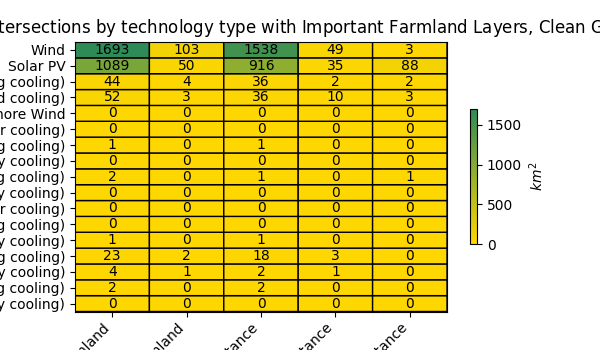 tersections by technology type with Important Farmland Layers, Clean G
Wind 1693 103 1538 49 3
Solar PV 1089 50 916 35 88
g cooling) 44 4 36 2 2
d cooling) 52 3 36 10 3
hore Wind 0 0 0 0 0
r cooling) 0 0 0 0 0
g cooling) 1 0 1 0 0
y cooling) 0 0 0 0 0
g cooling) 2 0 1 0 1
y cooling) 0 0 0 0 0
r cooling) 0 0 0 0 0
g cooling) 0 0 0 0 0
y cooling) 1 0 1 0 0
g cooling) 23 2 18 3 0
y cooling) 4 1 2 1 0
g cooling) 2 0 2 0 0
y cooling) 0 0 0 0 0
nland nland tance tance tance
1500
1000
500
0
km²